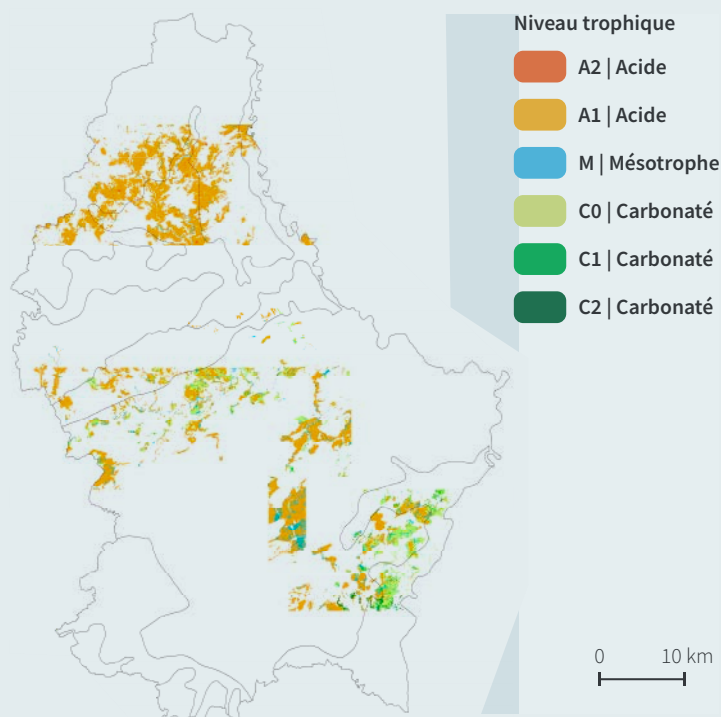 Niveau trophique
A2 | Acide
A1 | Acide
M | Mésotrophe
C0 | Carbonaté
C1 | Carbonaté
C2 | Carbonaté
0 10 km